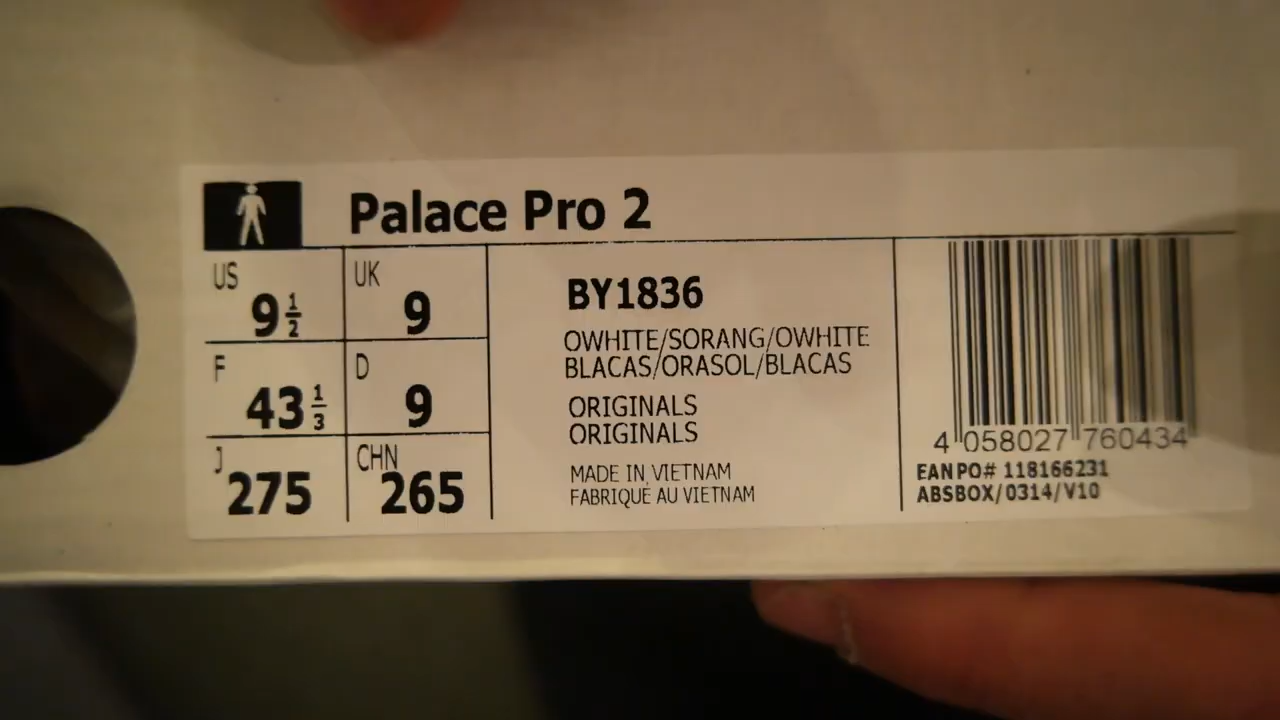 Palace Pro 2
US
9 1/2
UK
9
F
43 1/3
D
9
J
275
CHN
265
BY1836
OWHITE/SORANG/OWHITE
BLACAS/ORASOL/BLACAS
ORIGINALS
ORIGINALS
MADE IN VIETNAM
FABRIQUE AU VIETNAM
4 058027 760434
EAN PO# 118166231
ABSBOX/0314/V10